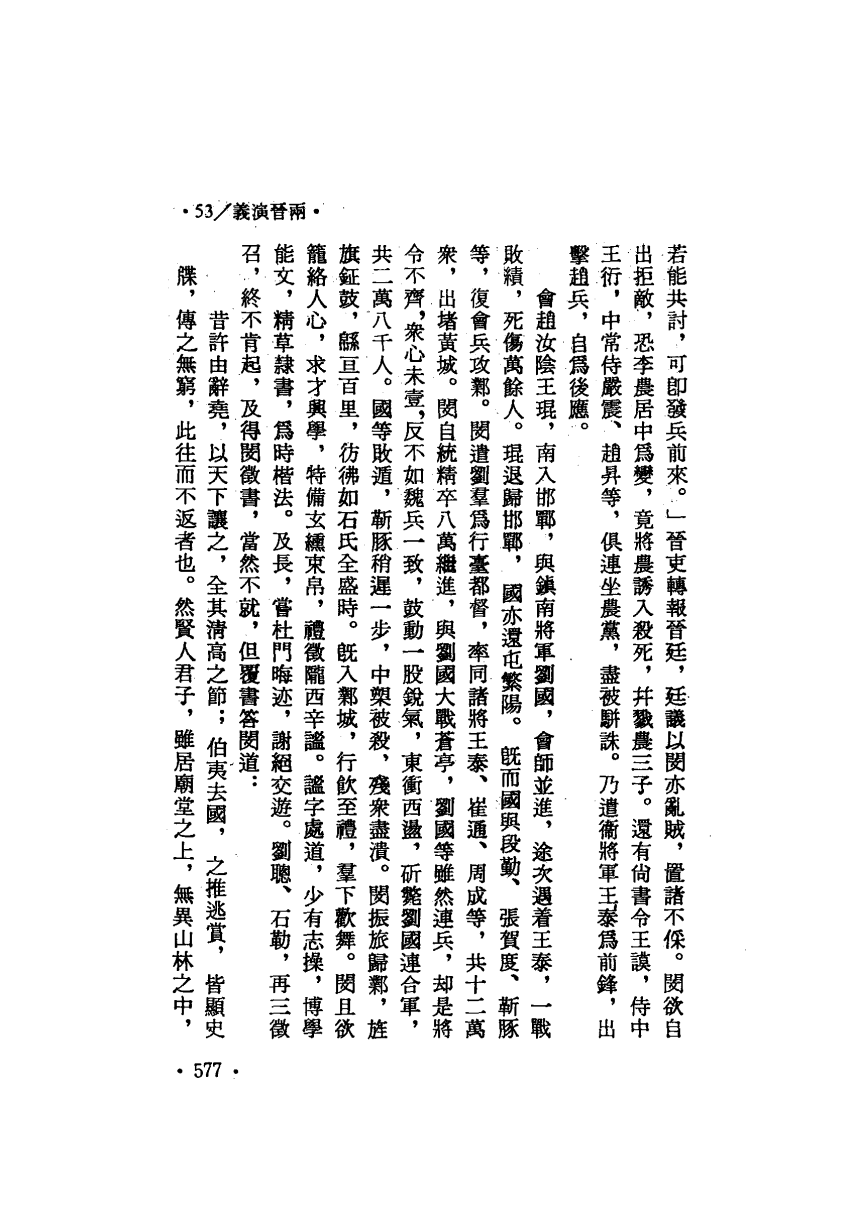 ·兩晉演義/53·
若能共討，可卽發兵前來。」晉吏轉報晉廷，廷議以閔亦亂賊，置諸不倸。閔欲自
出拒敵，恐李農居中爲變，竟將農誘入殺死，幷戮農三子。還有尙書令王謨，侍中
王衍，中常侍嚴震、趙昇等，俱連坐農黨，盡被駢誅。乃遣衞將軍王泰爲前鋒，出
擊趙兵，自爲後應。
會趙汝陰王琨，南入邯鄲，與鎭南將軍劉國，會師並進，途次遇着王泰，一戰
敗績，死傷萬餘人。琨退歸邯鄲，國亦還屯繁陽。旣而國與段勤、張賀度、靳豚
等，復會兵攻鄴。閔遣劉羣爲行臺都督，率同諸將王泰、崔通、周成等，共十二萬
衆，出堵黃城。閔自統精卒八萬繼進，與劉國大戰蒼亭，劉國等雖然連兵，却是將
令不齊，衆心未壹，反不如魏兵一致，鼓動一股銳氣，東衝西盪，斫斃劉國連合軍，
共二萬八千人。國等敗遁，靳豚稍遲一步，中槊被殺，殘衆盡潰。閔振旅歸鄴，旌
旗鉦鼓，緜亘百里，彷彿如石氏全盛時。旣入鄴城，行飮至禮，羣下歡舞。閔且欲
籠絡人心，求才興學，特備玄纁束帛，禮徵隴西辛謐。謐字處道，少有志操，博學
能文，精草隸書，爲時楷法。及長，嘗杜門晦迹，謝絕交遊。劉聰、石勒，再三徵
召，終不肯起，及得閔徵書，當然不就，但覆書答閔道：
昔許由辭堯，以天下讓之，全其淸高之節；伯夷去國，之推逃賞，皆顯史
牒，傳之無窮，此往而不返者也。然賢人君子，雖居廟堂之上，無異山林之中，
·577·